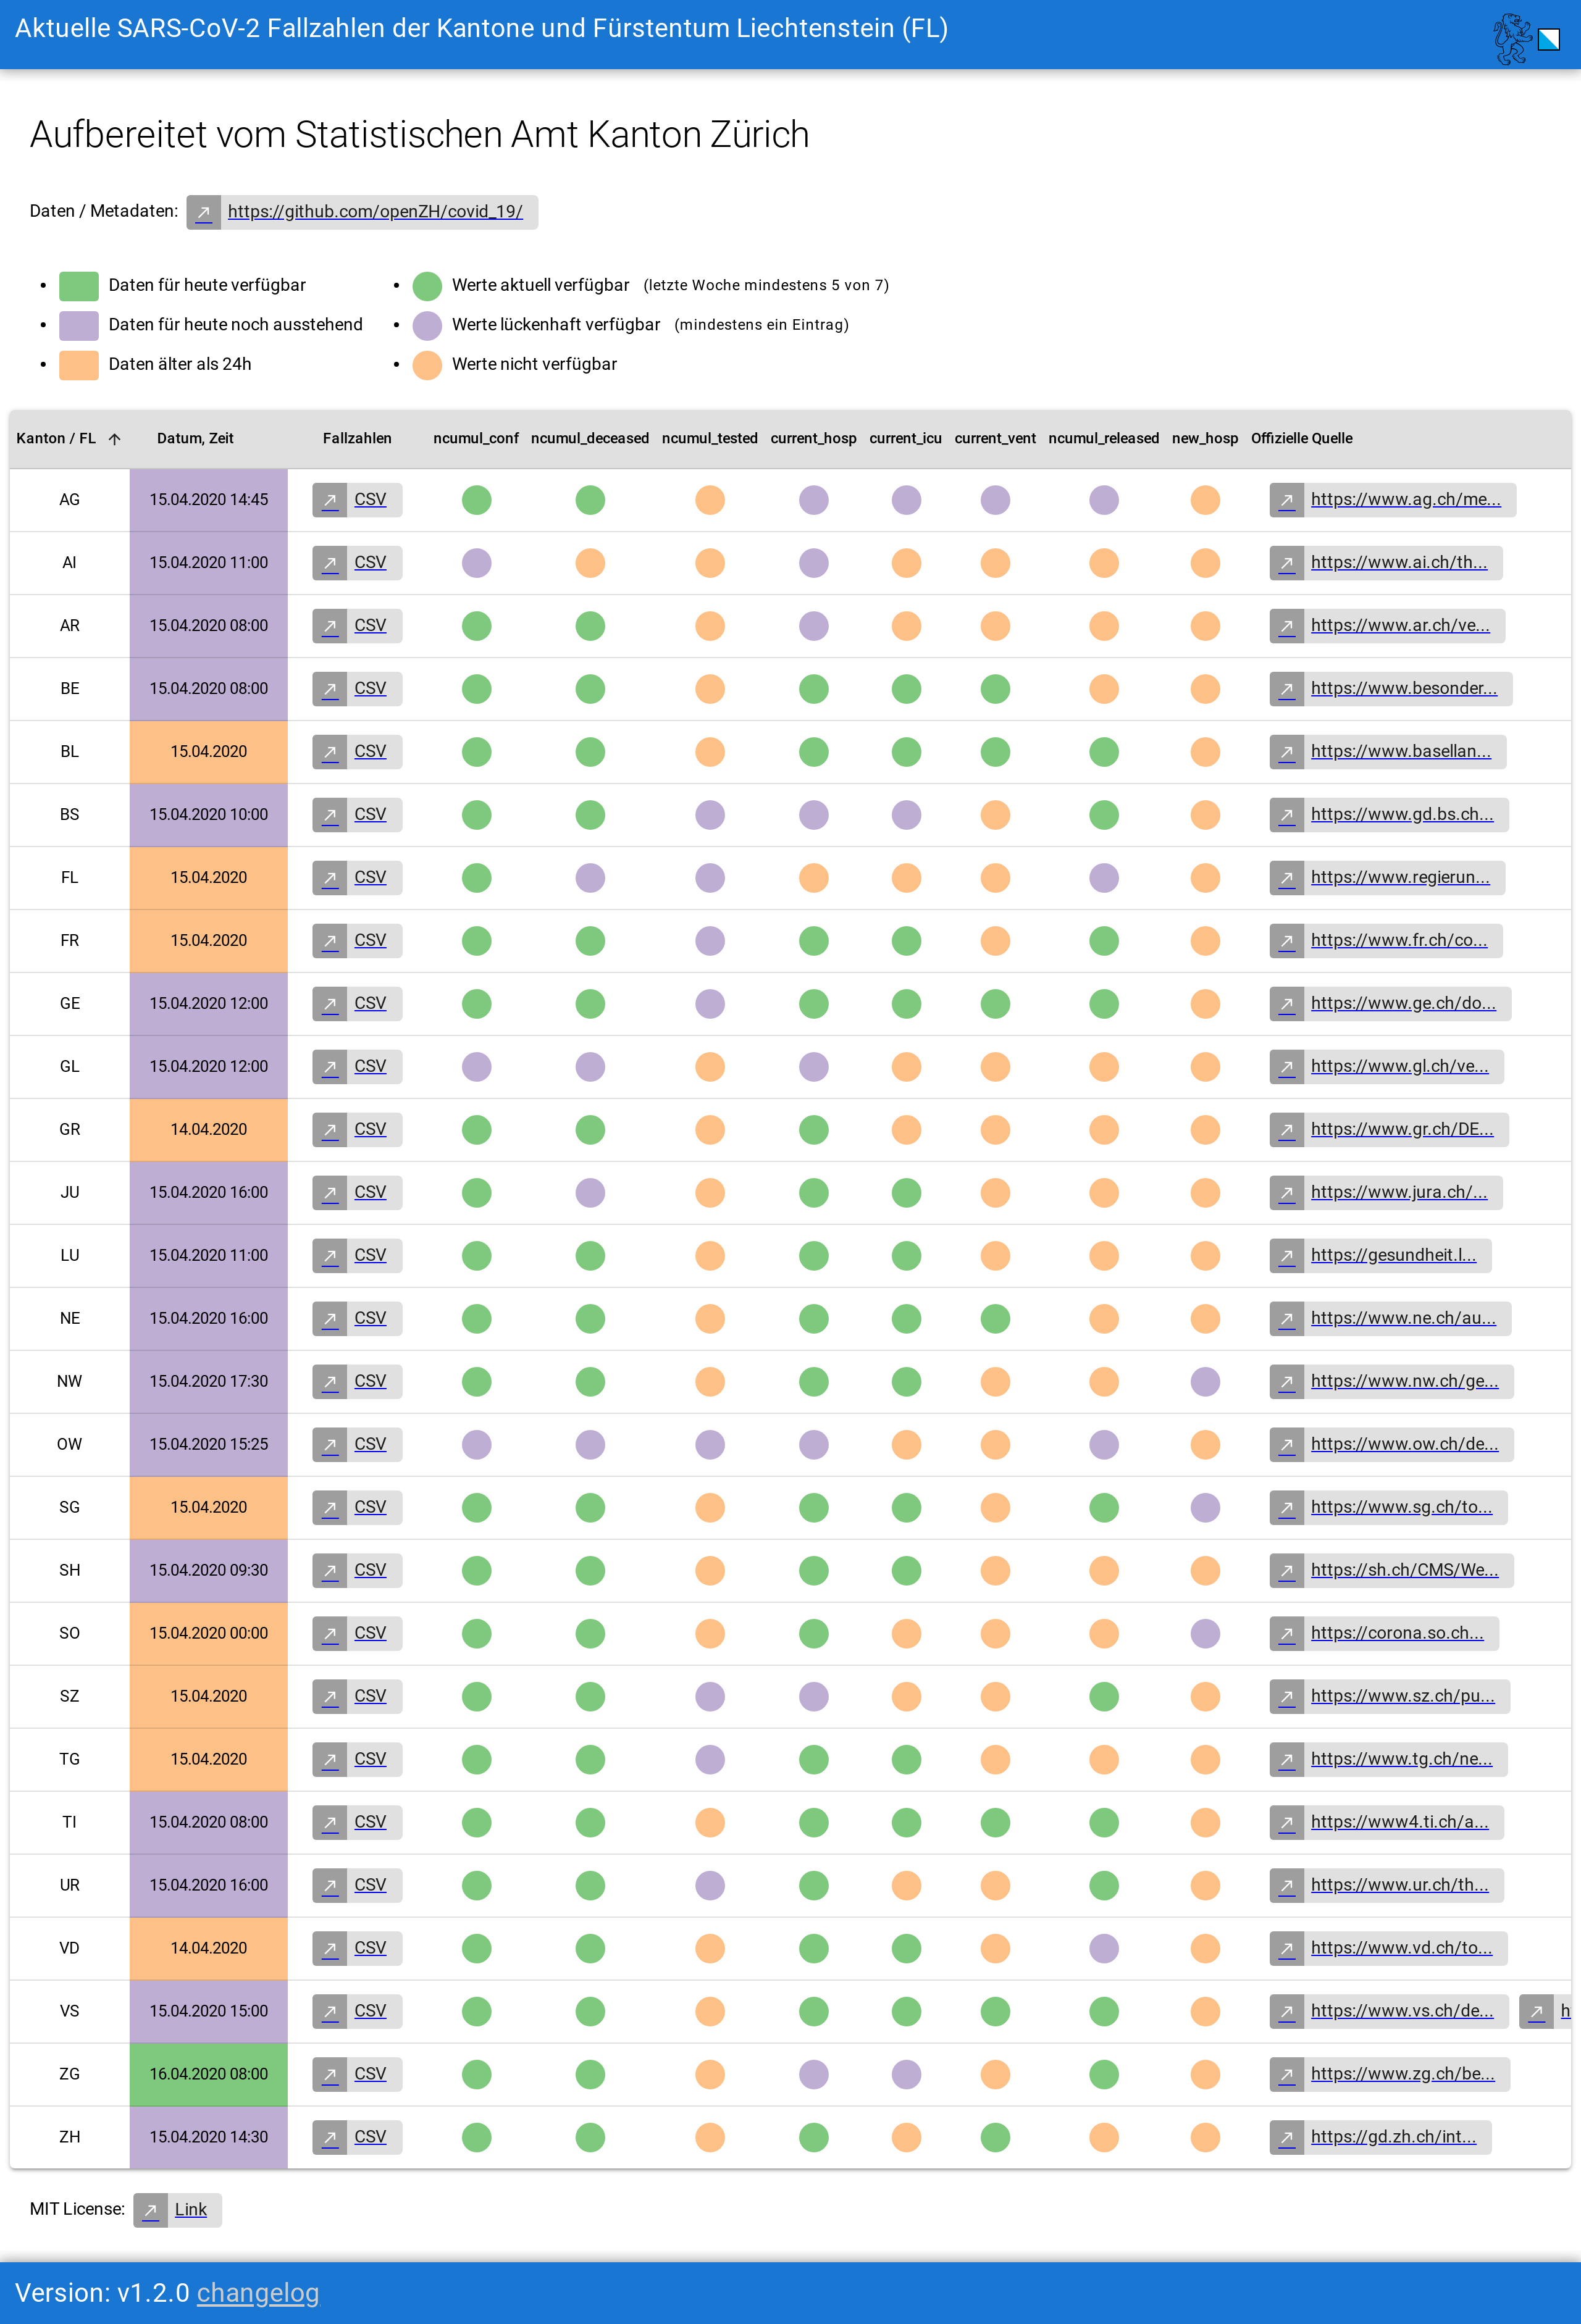 Aktuelle SARS-CoV-2 Fallzahlen der Kantone und Fürstentum Liechtenstein (FL)
Aufbereitet vom Statistischen Amt Kanton Zürich
Daten / Metadaten: https://github.com/openZH/covid_19/
Daten für heute verfügbar
Daten für heute noch ausstehend
Daten älter als 24h
Werte aktuell verfügbar (letzte Woche mindestens 5 von 7)
Werte lückenhaft verfügbar (mindestens ein Eintrag)
Werte nicht verfügbar
Kanton / FL Datum, Zeit Fallzahlen ncumul_conf ncumul_deceased ncumul_tested current_hosp current_icu current_vent ncumul_released new_hosp Offizielle Quelle
AG 15.04.2020 14:45 CSV https://www.ag.ch/me...
AI 15.04.2020 11:00 CSV https://www.ai.ch/th...
AR 15.04.2020 08:00 CSV https://www.ar.ch/ve...
BE 15.04.2020 08:00 CSV https://www.besonder...
BL 15.04.2020 CSV https://www.basellan...
BS 15.04.2020 10:00 CSV https://www.gd.bs.ch...
FL 15.04.2020 CSV https://www.regierun...
FR 15.04.2020 CSV https://www.fr.ch/co...
GE 15.04.2020 12:00 CSV https://www.ge.ch/do...
GL 15.04.2020 12:00 CSV https://www.gl.ch/ve...
GR 14.04.2020 CSV https://www.gr.ch/DE...
JU 15.04.2020 16:00 CSV https://www.jura.ch/...
LU 15.04.2020 11:00 CSV https://gesundheit.l...
NE 15.04.2020 16:00 CSV https://www.ne.ch/au...
NW 15.04.2020 17:30 CSV https://www.nw.ch/ge...
OW 15.04.2020 15:25 CSV https://www.ow.ch/de...
SG 15.04.2020 CSV https://www.sg.ch/to...
SH 15.04.2020 09:30 CSV https://sh.ch/CMS/We...
SO 15.04.2020 00:00 CSV https://corona.so.ch...
SZ 15.04.2020 CSV https://www.sz.ch/pu...
TG 15.04.2020 CSV https://www.tg.ch/ne...
TI 15.04.2020 08:00 CSV https://www4.ti.ch/a...
UR 15.04.2020 16:00 CSV https://www.ur.ch/th...
VD 14.04.2020 CSV https://www.vd.ch/to...
VS 15.04.2020 15:00 CSV https://www.vs.ch/de... h
ZG 16.04.2020 08:00 CSV https://www.zg.ch/be...
ZH 15.04.2020 14:30 CSV https://gd.zh.ch/int...
MIT License: Link
Version: v1.2.0 changelog